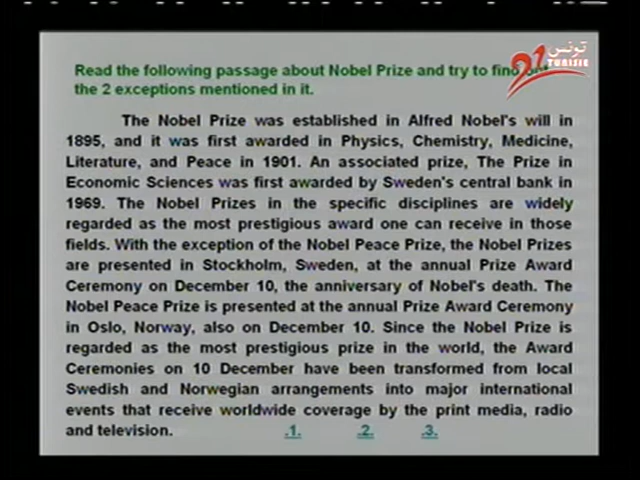 تونس
21
TUNISIE
Read the following passage about Nobel Prize and try to find
the 2 exceptions mentioned in it.
The Nobel Prize was established in Alfred Nobel's will in
1895, and it was first awarded in Physics, Chemistry, Medicine,
Literature, and Peace in 1901. An associated prize, The Prize in
Economic Sciences was first awarded by Sweden's central bank in
1969. The Nobel Prizes in the specific disciplines are widely
regarded as the most prestigious award one can receive in those
fields. With the exception of the Nobel Peace Prize, the Nobel Prizes
are presented in Stockholm, Sweden, at the annual Prize Award
Ceremony on December 10, the anniversary of Nobel's death. The
Nobel Peace Prize is presented at the annual Prize Award Ceremony
in Oslo, Norway, also on December 10. Since the Nobel Prize is
regarded as the most prestigious prize in the world, the Award
Ceremonies on 10 December have been transformed from local
Swedish and Norwegian arrangements into major international
events that receive worldwide coverage by the print media, radio
and television. .1. .2. .3.